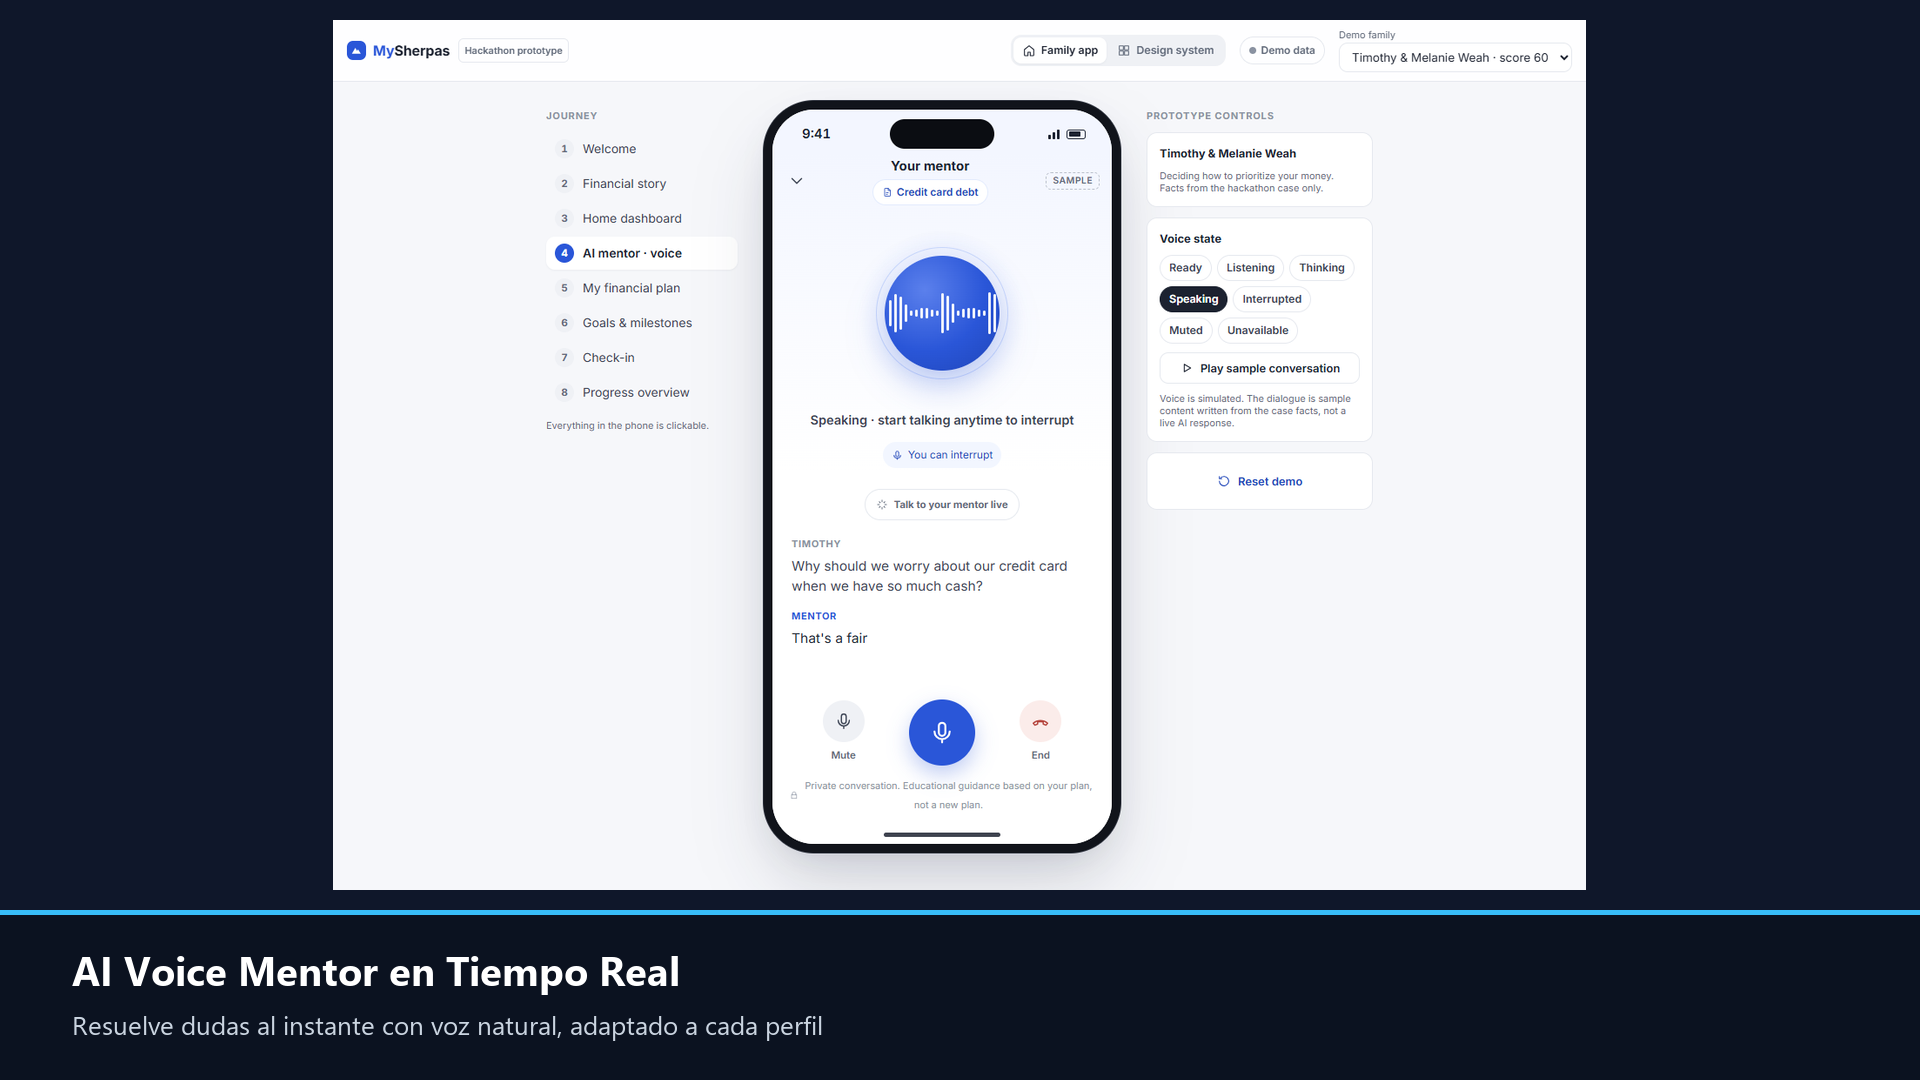 MySherpas
Hackathon prototype
Family app
Design system
Demo data
Demo family
Timothy & Melanie Weah · score 60
JOURNEY
1 Welcome
2 Financial story
3 Home dashboard
4 AI mentor · voice
5 My financial plan
6 Goals & milestones
7 Check-in
8 Progress overview
Everything in the phone is clickable.
9:41
Your mentor
Credit card debt
SAMPLE
Speaking · start talking anytime to interrupt
You can interrupt
Talk to your mentor live
TIMOTHY
Why should we worry about our credit card
when we have so much cash?
MENTOR
That's a fair
Mute
End
Private conversation. Educational guidance based on your plan,
not a new plan.
PROTOTYPE CONTROLS
Timothy & Melanie Weah
Deciding how to prioritize your money.
Facts from the hackathon case only.
Voice state
Ready
Listening
Thinking
Speaking
Interrupted
Muted
Unavailable
Play sample conversation
Voice is simulated. The dialogue is sample
content written from the case facts, not a
live AI response.
Reset demo
AI Voice Mentor en Tiempo Real
Resuelve dudas al instante con voz natural, adaptado a cada perfil